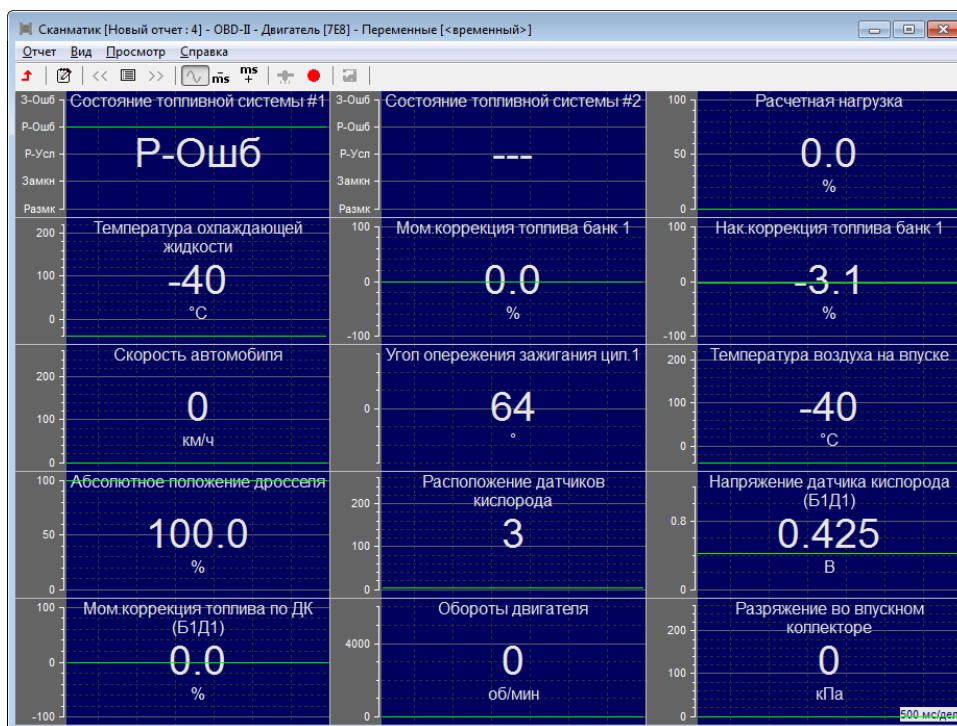 Сканматик [Новый отчет : 4] - OBD-II - Двигатель [7E8] - Переменные [<временный>]
Отчет Вид Просмотр Справка
<< >> ms ms
З-Ошб
Р-Ошб
Р-Усл
Замкн
Размк
Состояние топливной системы #1
Р-Ошб
З-Ошб
Р-Ошб
Р-Усл
Замкн
Размк
Состояние топливной системы #2
---
100
50
0
Расчетная нагрузка
0.0
%
200
100
0
Температура охлаждающей
жидкости
-40
°C
100
0
-100
Мом.коррекция топлива банк 1
0.0
%
100
0
-100
Нак.коррекция топлива банк 1
-3.1
%
200
100
0
Скорость автомобиля
0
км/ч
0
Угол опережения зажигания цип.1
64
°
200
100
0
Температура воздуха на впуске
-40
°C
100
50
0
Абсолютное положение дросселя
100.0
%
200
100
0
Расположение датчиков
кислорода
3
0.8
0
Напряжение датчика кислорода
(Б1Д1)
0.425
В
100
0
-100
Мом.коррекция топлива по ДК
(Б1Д1)
0.0
%
4000
0
Обороты двигателя
0
об/мин
200
100
0
Разряжение во впускном
коллекторе
0
кПа
500 мс/дел